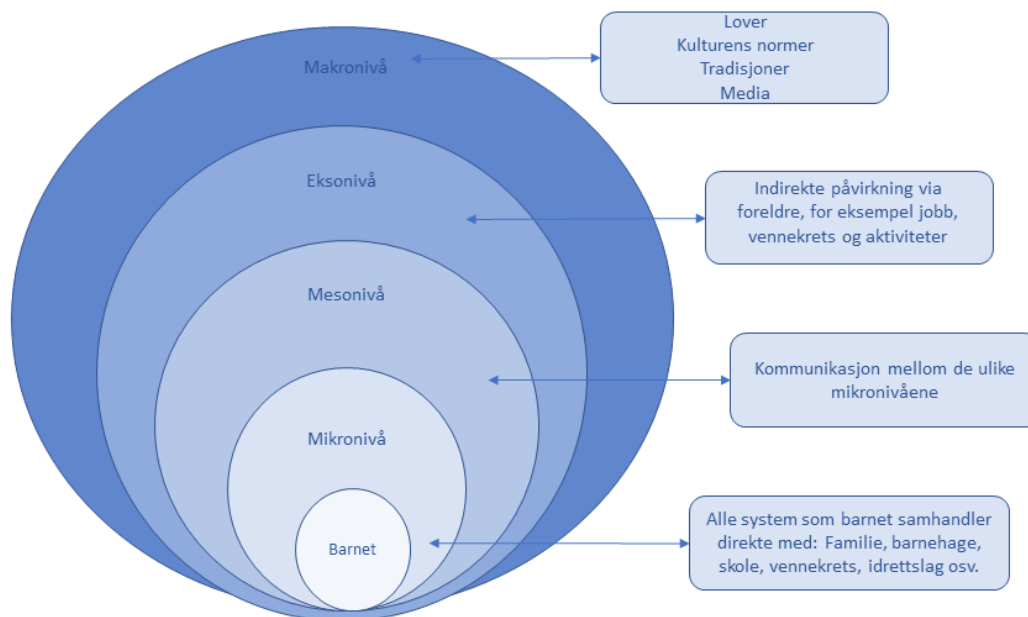 Lover
Kulturens normer
Tradisjoner
Media
Makronivå
Eksonivå
Indirekte påvirkning via
foreldre, for eksempel jobb,
vennekrets og aktiviteter
Mesonivå
Kommunikasjon mellom de ulike
mikronivåene
Mikronivå
Barnet
Alle system som barnet samhandler
direkte med: Familie, barnehage,
skole, vennekrets, idrettslag osv.